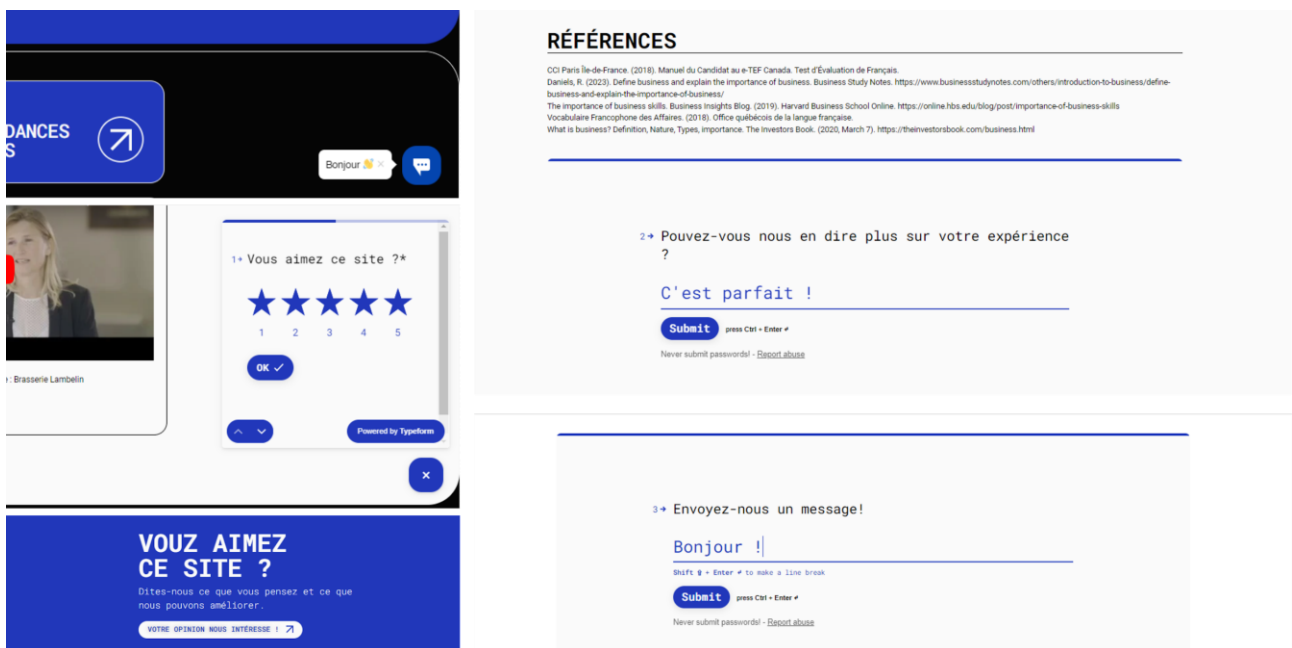 DANCES
S
Bonjour 👋 ×
1 Vous aimez ce site ?*
1 2 3 4 5
OK
: Brasserie Lambelin
Powered by Typeform
VOUZ AIMEZ
CE SITE ?
Dites-nous ce que vous pensez et ce que
nous pouvons améliorer.
VOTRE OPINION NOUS INTÉRESSE !
RÉFÉRENCES
CCI Paris Île-de-France. (2018). Manuel du Candidat au e-TEF Canada. Test d'Évaluation de Français.
Daniels, R. (2023). Define business and explain the importance of business. Business Study Notes. https://www.businessstudynotes.com/others/introduction-to-business/define-
business-and-explain-the-importance-of-business/
The importance of business skills. Business Insights Blog. (2019). Harvard Business School Online. https://online.hbs.edu/blog/post/importance-of-business-skills
Vocabulaire Francophone des Affaires. (2018). Office québécois de la langue française.
What is business? Definition, Nature, Types, importance. The Investors Book. (2020, March 7). https://theinvestorsbook.com/business.html
2 Pouvez-vous nous en dire plus sur votre expérience
?
C'est parfait !
Submit press Ctrl + Enter ↵
Never submit passwords! - Report abuse
3 Envoyez-nous un message!
Bonjour !
Shift ⇧ + Enter ↵ to make a line break
Submit press Ctrl + Enter ↵
Never submit passwords! - Report abuse